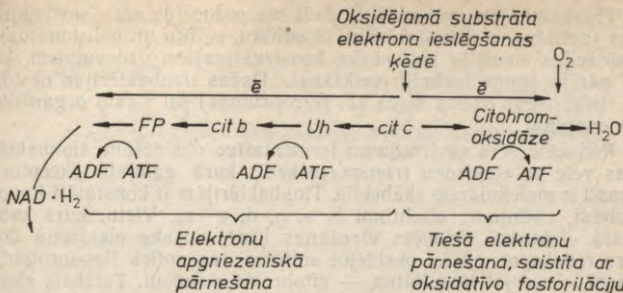 Oksidējamā substrāta
elektrona ieslēgšanās
ķēdē
O₂
ē ē
FP cit b Uh cit c Citohrom-
oksidāze H₂O
ADF ATF ADF ATF ADF ATF
NAD·H₂
Elektronu
apgriezeniskā
pārnešana
Tiešā elektronu
pārnešana, saistīta ar
oksidatīvo fosforilāciju